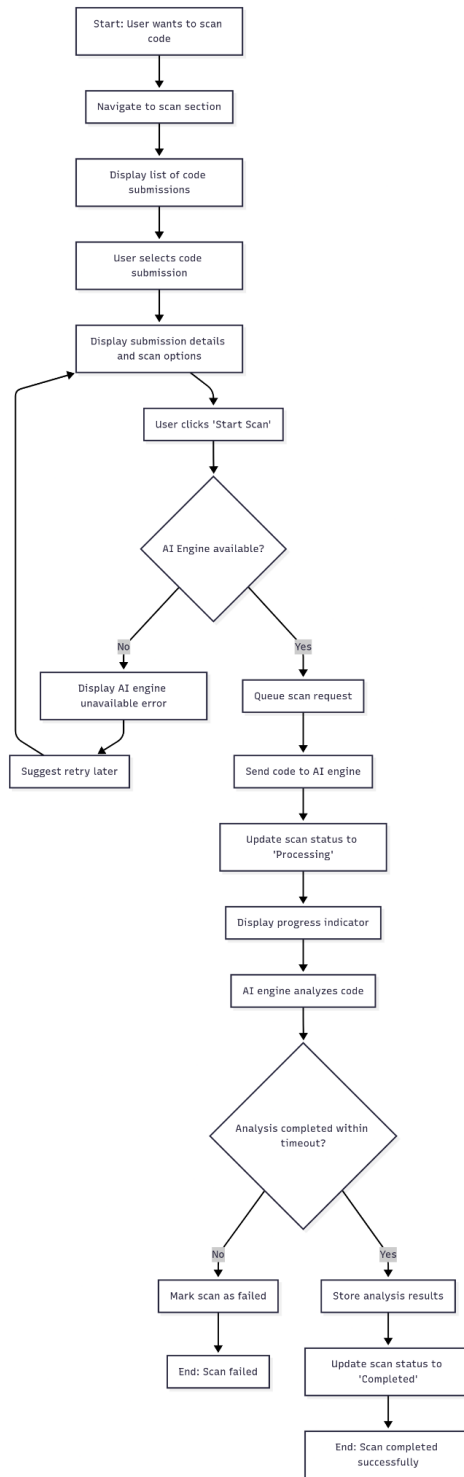 Start: User wants to scan
code
Navigate to scan section
Display list of code
submissions
User selects code
submission
Display submission details
and scan options
User clicks 'Start Scan'
AI Engine available?
No
Yes
Display AI engine
unavailable error
Queue scan request
Suggest retry later
Send code to AI engine
Update scan status to
'Processing'
Display progress indicator
AI engine analyzes code
Analysis completed within
timeout?
No
Yes
Mark scan as failed
Store analysis results
End: Scan failed
Update scan status to
'Completed'
End: Scan completed
successfully